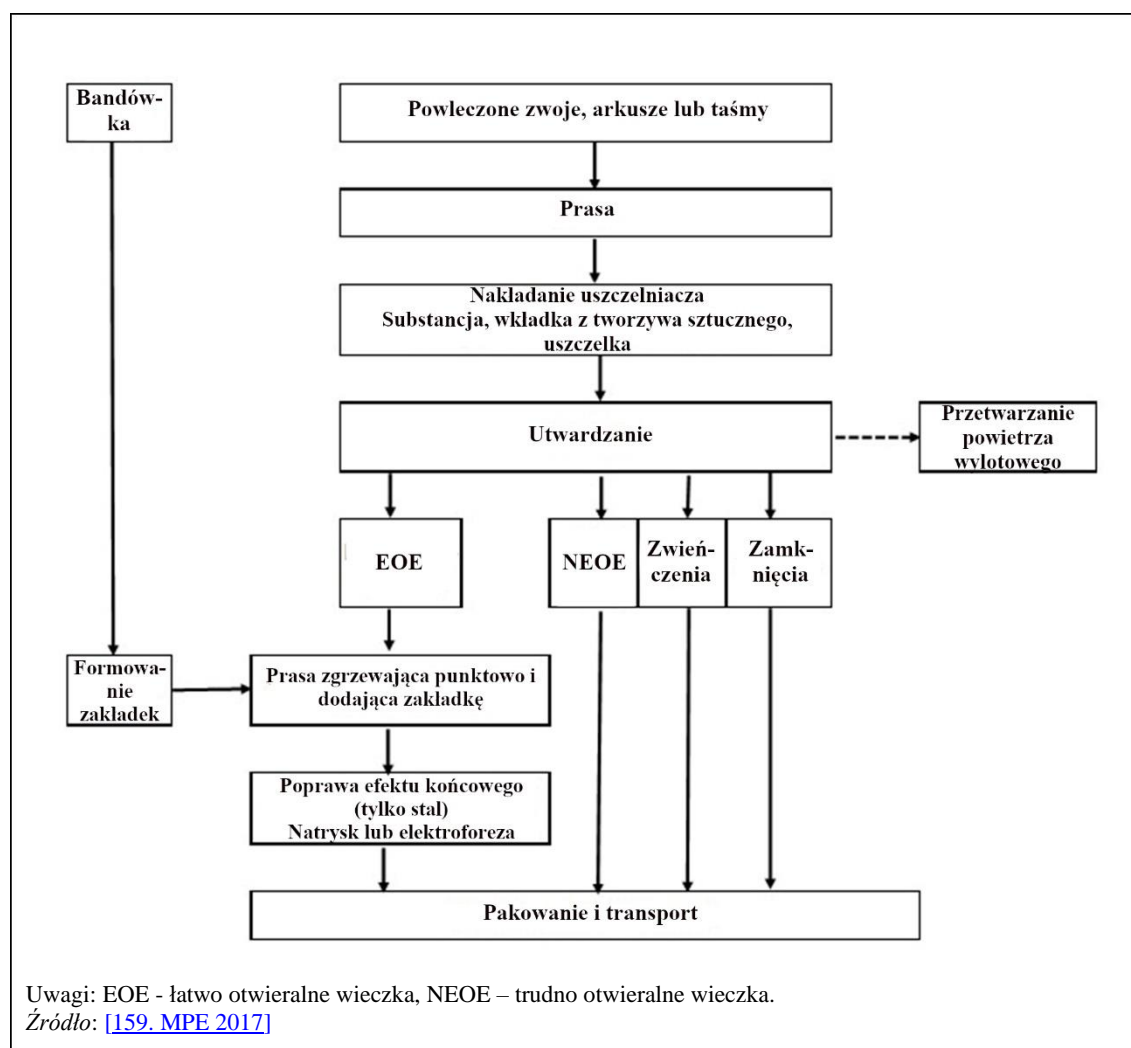 Bandów-
ka
Powleczone zwoje, arkusze lub taśmy
Prasa
Nakładanie uszczelniacza
Substancja, wkładka z tworzywa sztucznego,
uszczelka
Utwardzanie
Przetwarzanie
powietrza
wylotowego
EOE
NEOE
Zwień-
czenia
Zamk-
nięcia
Formowa-
nie
zakładek
Prasa zgrzewająca punktowo i
dodająca zakładkę
Poprawa efektu końcowego
(tylko stal)
Natrysk lub elektroforeza
Pakowanie i transport
Uwagi: EOE - łatwo otwieralne wieczka, NEOE – trudno otwieralne wieczka.
Źródło: [159. MPE 2017]